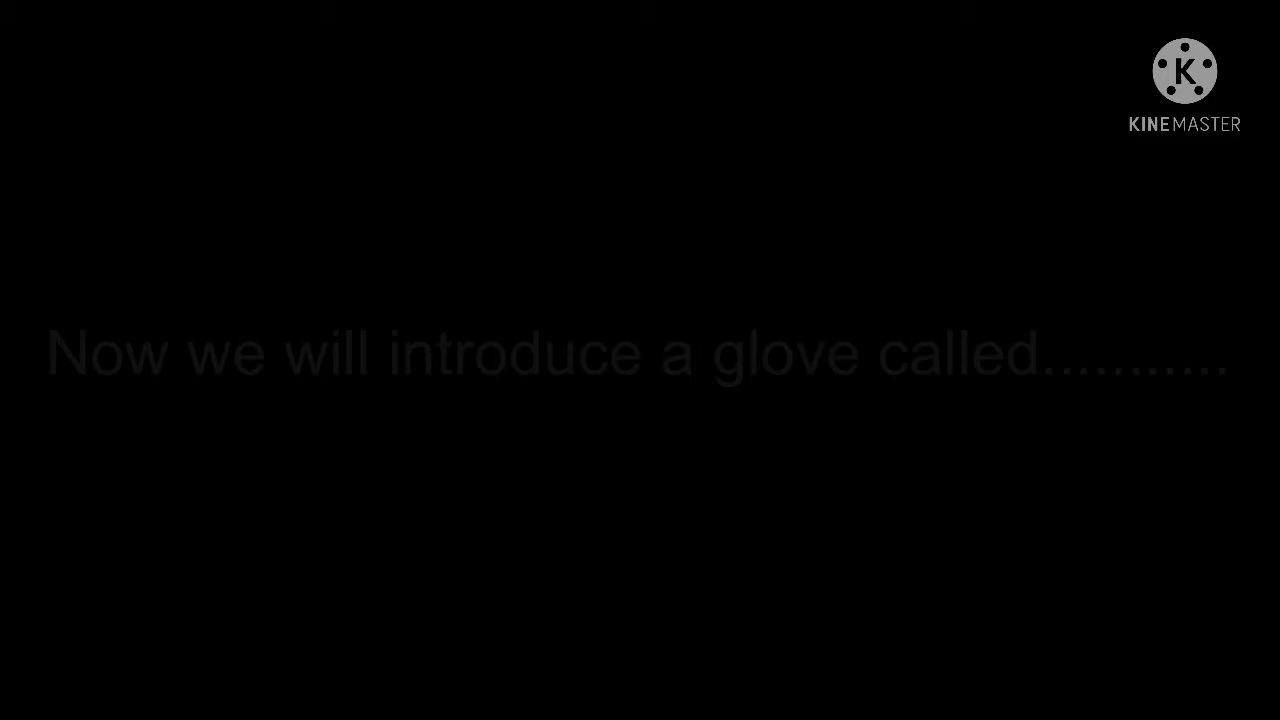 K
KINEMASTER
Now we will introduce a glove called...........